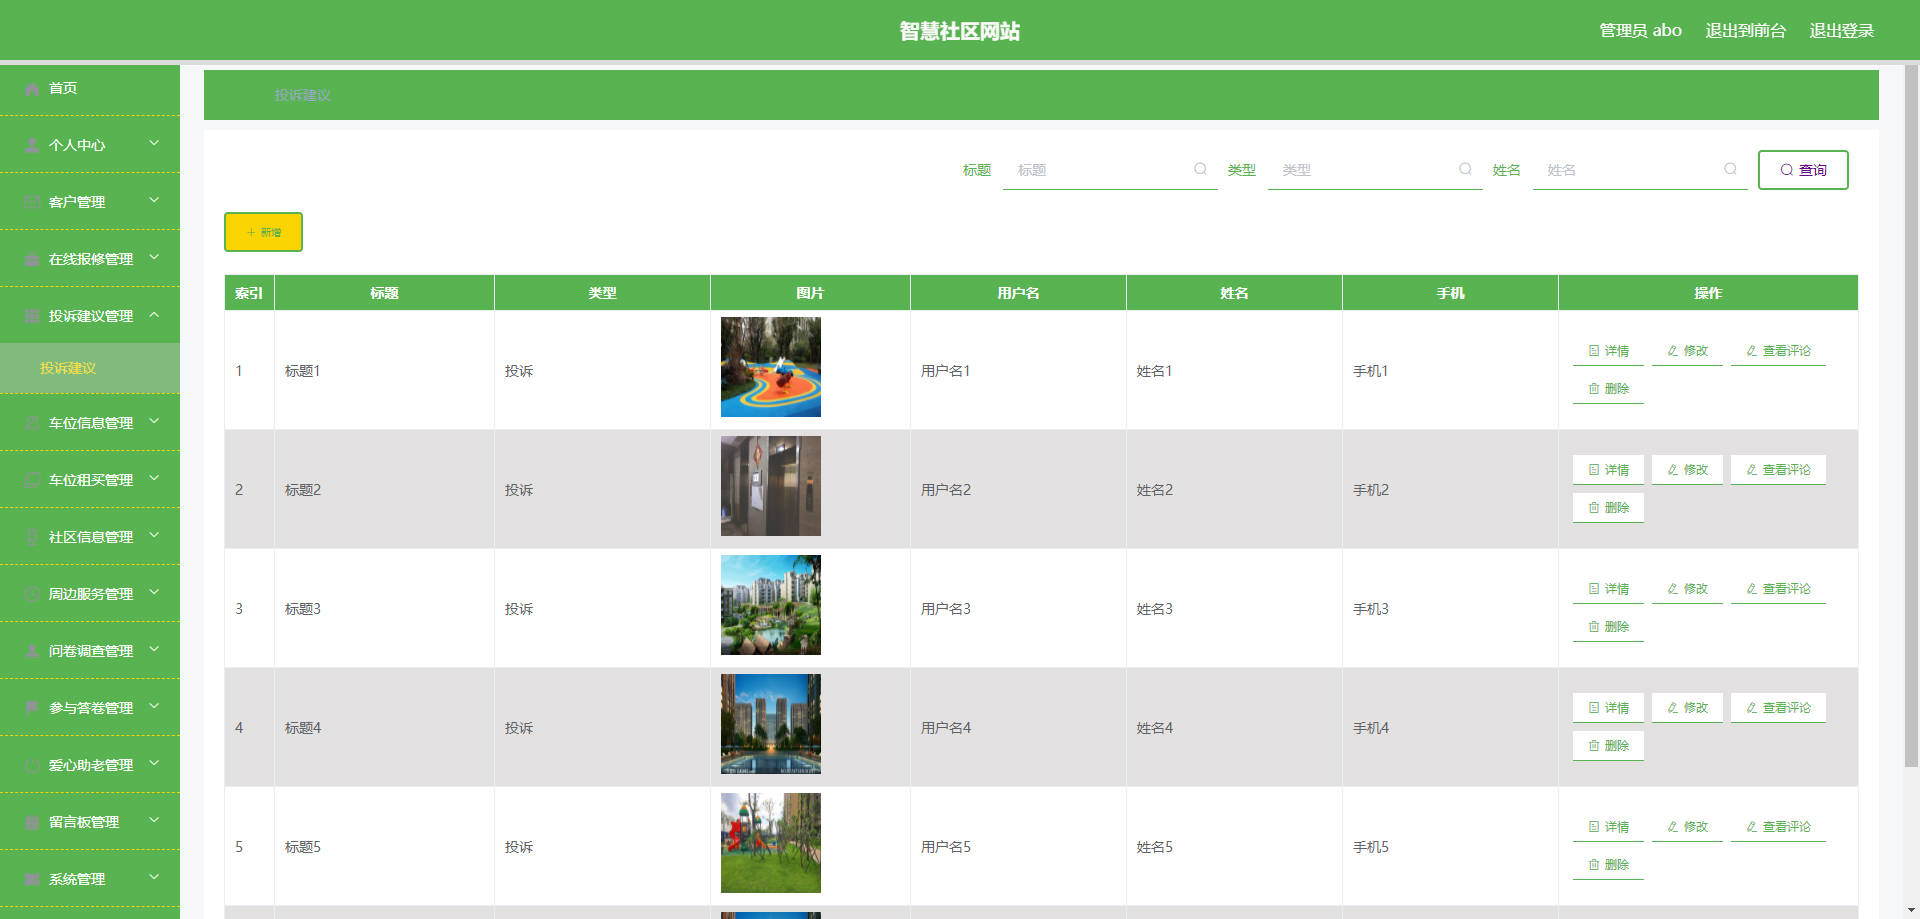 智慧社区网站
管理员 abo 退出到前台 退出登录
首页
个人中心
客户管理
在线报修管理
投诉建议管理
投诉建议
车位信息管理
车位租买管理
社区信息管理
周边服务管理
问卷调查管理
参与答卷管理
爱心助老管理
留言板管理
系统管理
投诉建议
标题 标题 类型 类型 姓名 姓名 查询
新增
索引 标题 类型 图片 用户名 姓名 手机 操作
1 标题1 投诉 用户名1 姓名1 手机1 详情 修改 查看评论
删除
2 标题2 投诉 用户名2 姓名2 手机2 详情 修改 查看评论
删除
3 标题3 投诉 用户名3 姓名3 手机3 详情 修改 查看评论
删除
4 标题4 投诉 用户名4 姓名4 手机4 详情 修改 查看评论
删除
5 标题5 投诉 用户名5 姓名5 手机5 详情 修改 查看评论
删除